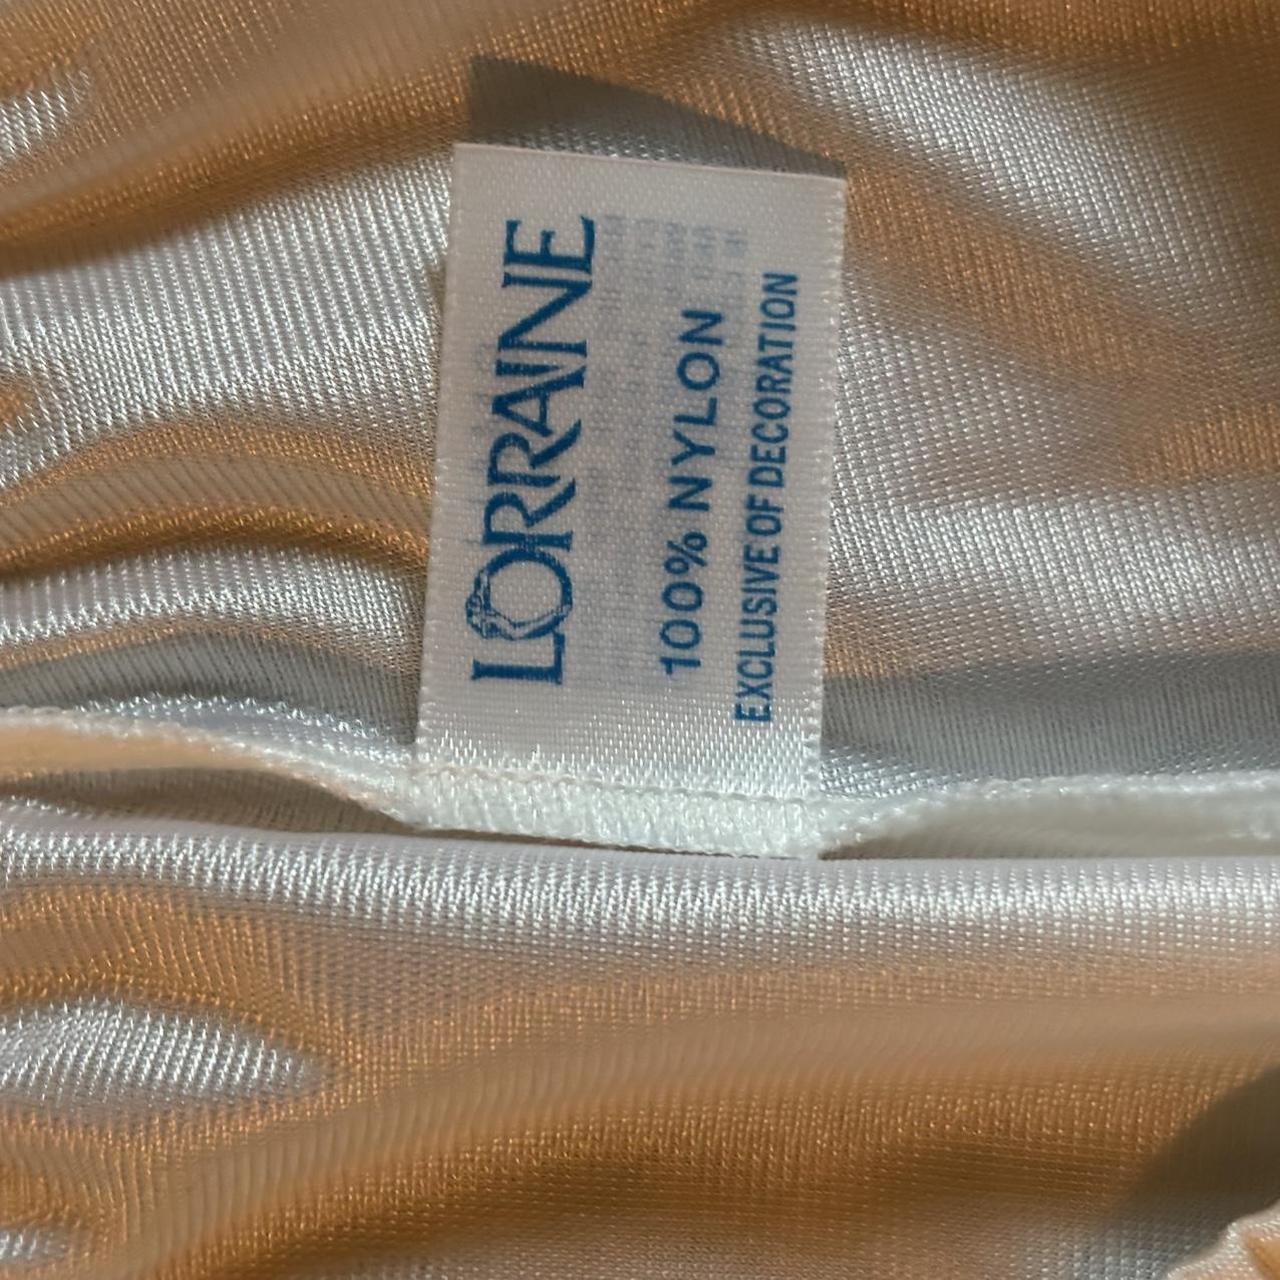 LORRAINE
100% NYLON
EXCLUSIVE OF DECORATION